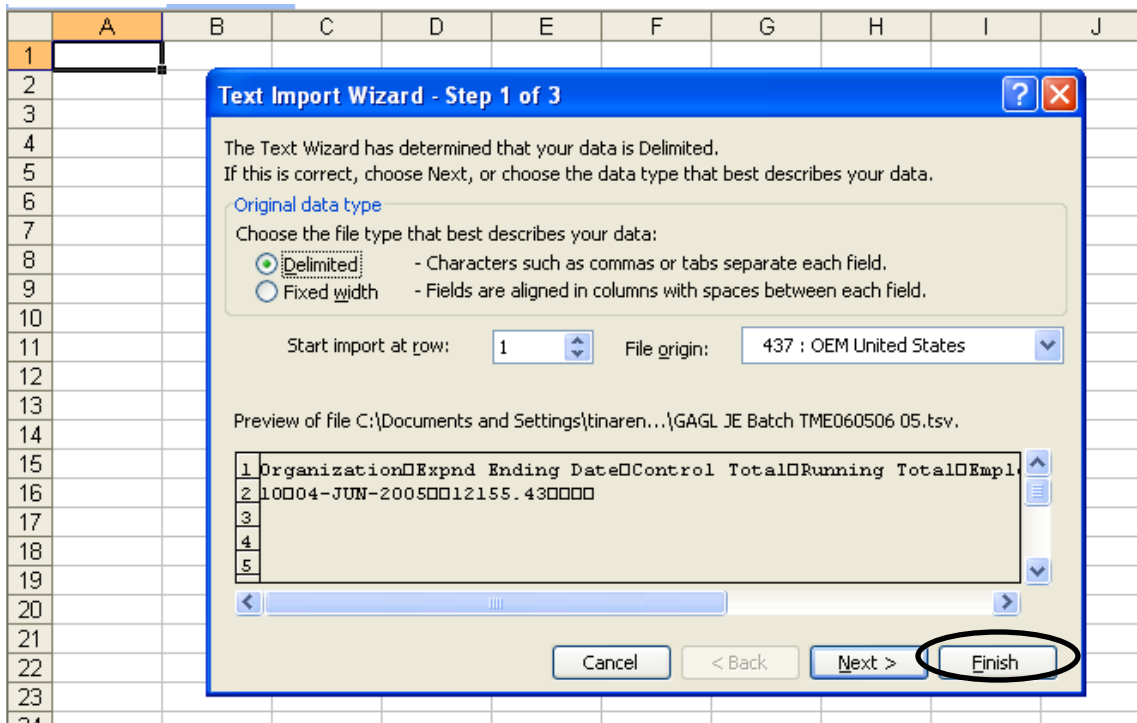 A B C D E F G H I J
1
2
Text Import Wizard - Step 1 of 3 ?
3
4 The Text Wizard has determined that your data is Delimited.
5 If this is correct, choose Next, or choose the data type that best describes your data.
6 Original data type
7 Choose the file type that best describes your data:
8 Delimited - Characters such as commas or tabs separate each field.
9 Fixed width - Fields are aligned in columns with spaces between each field.
10
11 Start import at row: 1 File origin: 437 : OEM United States
12
13 Preview of file C:\Documents and Settings\tinaren...\GAGL JE Batch TME060506 05.tsv.
14
15 1 Organization□Expnd Ending Date□Control Total□Running Total□Empl
16 2 10□04-JUN-2005□□12155.43□□□□
17 3
18 4
19 5
20
21
22 Cancel < Back Next > Finish
23
24